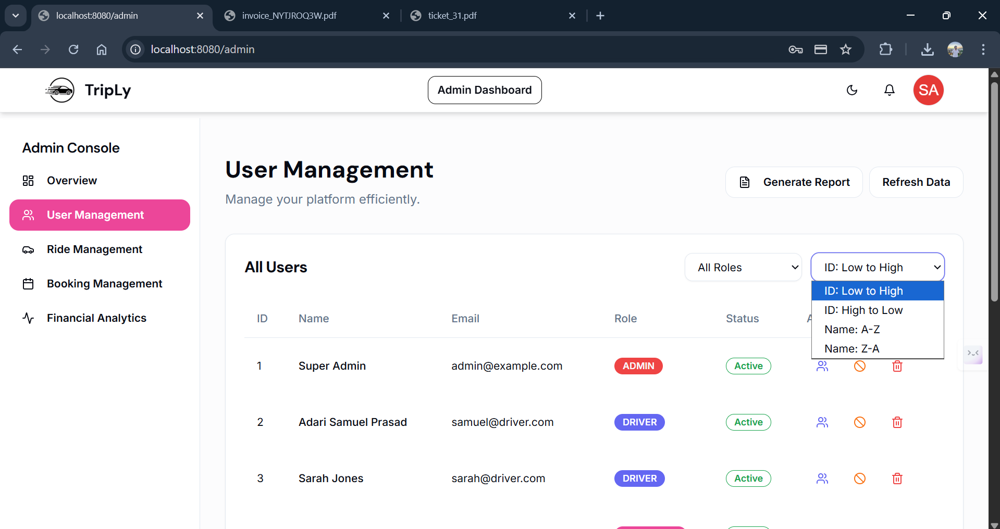 localhost:8080/admin
invoice_NYTJROQ3W.pdf
ticket_31.pdf
localhost:8080/admin
TripLy
Admin Dashboard
SA
Admin Console
Overview
User Management
Ride Management
Booking Management
Financial Analytics
User Management
Manage your platform efficiently.
Generate Report
Refresh Data
All Users
All Roles
ID: Low to High
ID: Low to High
ID: High to Low
Name: A-Z
Name: Z-A
ID Name Email Role Status
1 Super Admin admin@example.com ADMIN Active
2 Adari Samuel Prasad samuel@driver.com DRIVER Active
3 Sarah Jones sarah@driver.com DRIVER Active